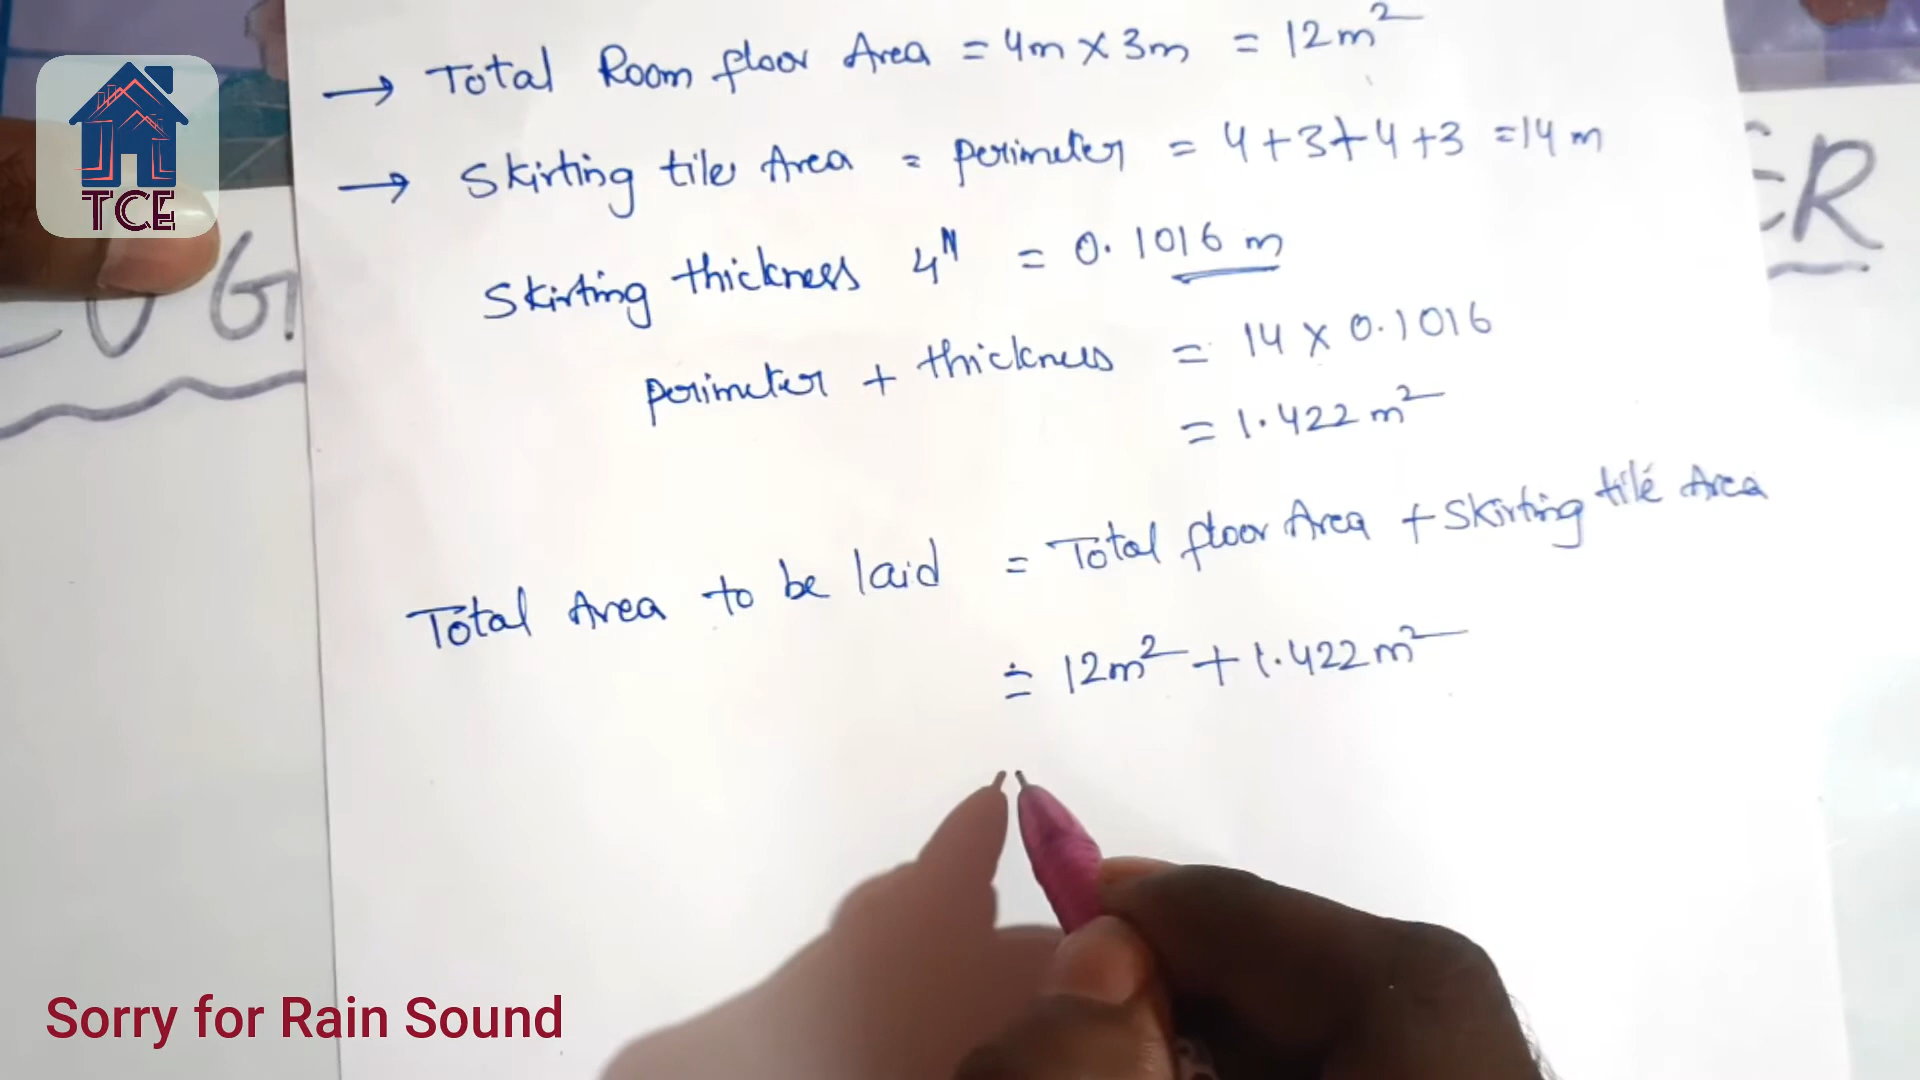 → Total Room floor Area = 4m × 3m = 12m²
→ Skirting tile Area = perimeter = 4+3+4+3 = 14 m
Skirting thickness 4" = 0.1016 m
perimeter + thickness = 14 × 0.1016
= 1.422 m²
Total Area to be laid = Total floor Area + Skirting tile Area
= 12m² + 1.422m²
TCE
Sorry for Rain Sound